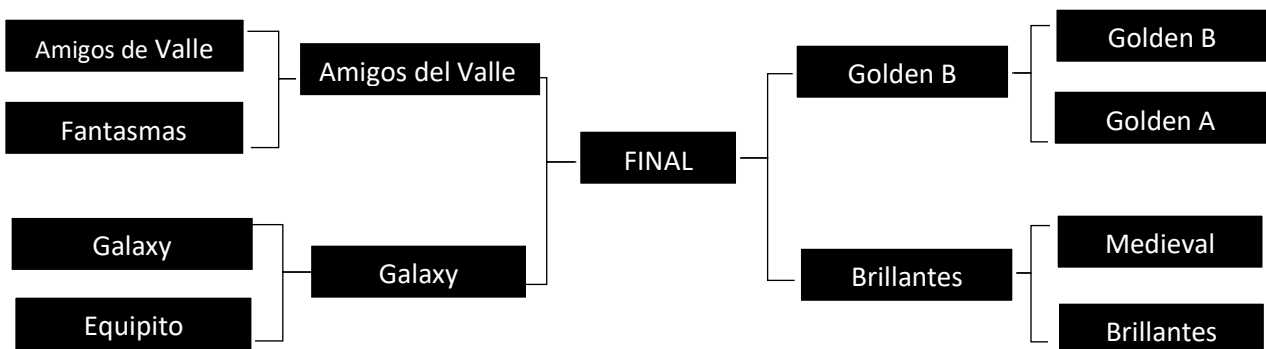 Amigos de Valle
Fantasmas
Galaxy
Equipito
Amigos del Valle
Galaxy
FINAL
Golden B
Brillantes
Golden B
Golden A
Medieval
Brillantes